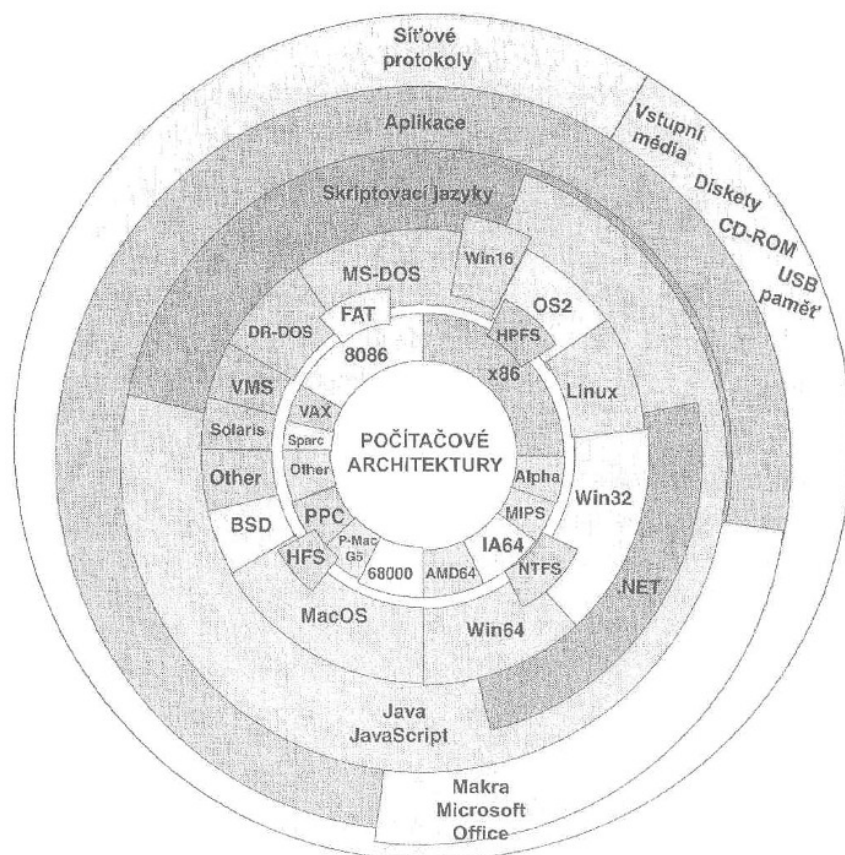 Síťové
protokoly
Vstupní
média
Diskety
CD-ROM
USB
paměť
Aplikace
Skriptovací jazyky
MS-DOS
Win16
OS2
FAT
HPFS
DR-DOS
8086
x86
Linux
VMS
VAX
Solaris
Sparc
POČÍTAČOVÉ
ARCHITEKTURY
Other
Other
Alpha
Win32
BSD
PPC
MIPS
HFS
P-Mac
G5
68000
AMD64
IA64
NTFS
.NET
MacOS
Win64
Java
JavaScript
Makra
Microsoft
Office